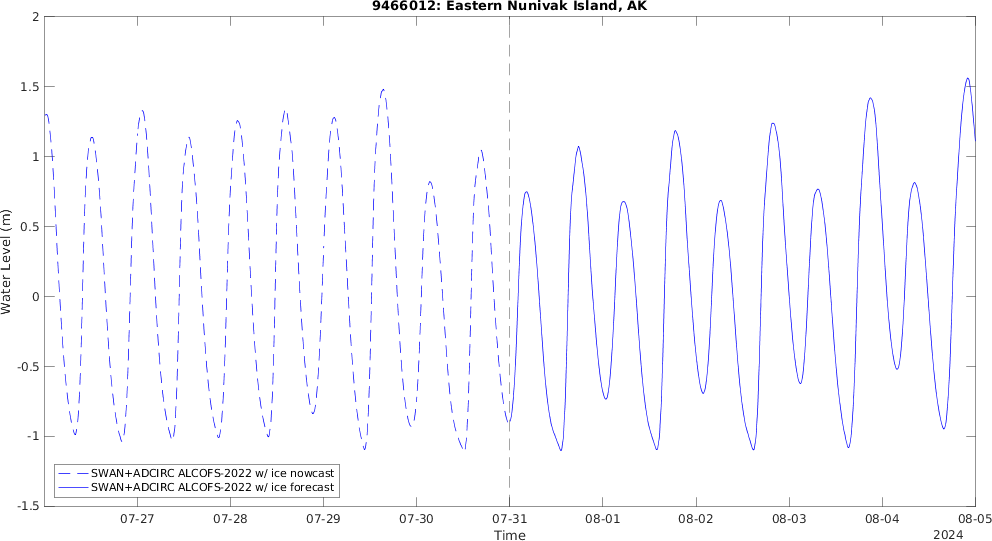 9466012: Eastern Nunivak Island, AK
Water Level (m)
2
1.5
1
0.5
0
-0.5
-1
-1.5
SWAN+ADCIRC ALCOFS-2022 w/ ice nowcast
SWAN+ADCIRC ALCOFS-2022 w/ ice forecast
07-27 07-28 07-29 07-30 07-31 08-01 08-02 08-03 08-04 08-05
Time
2024